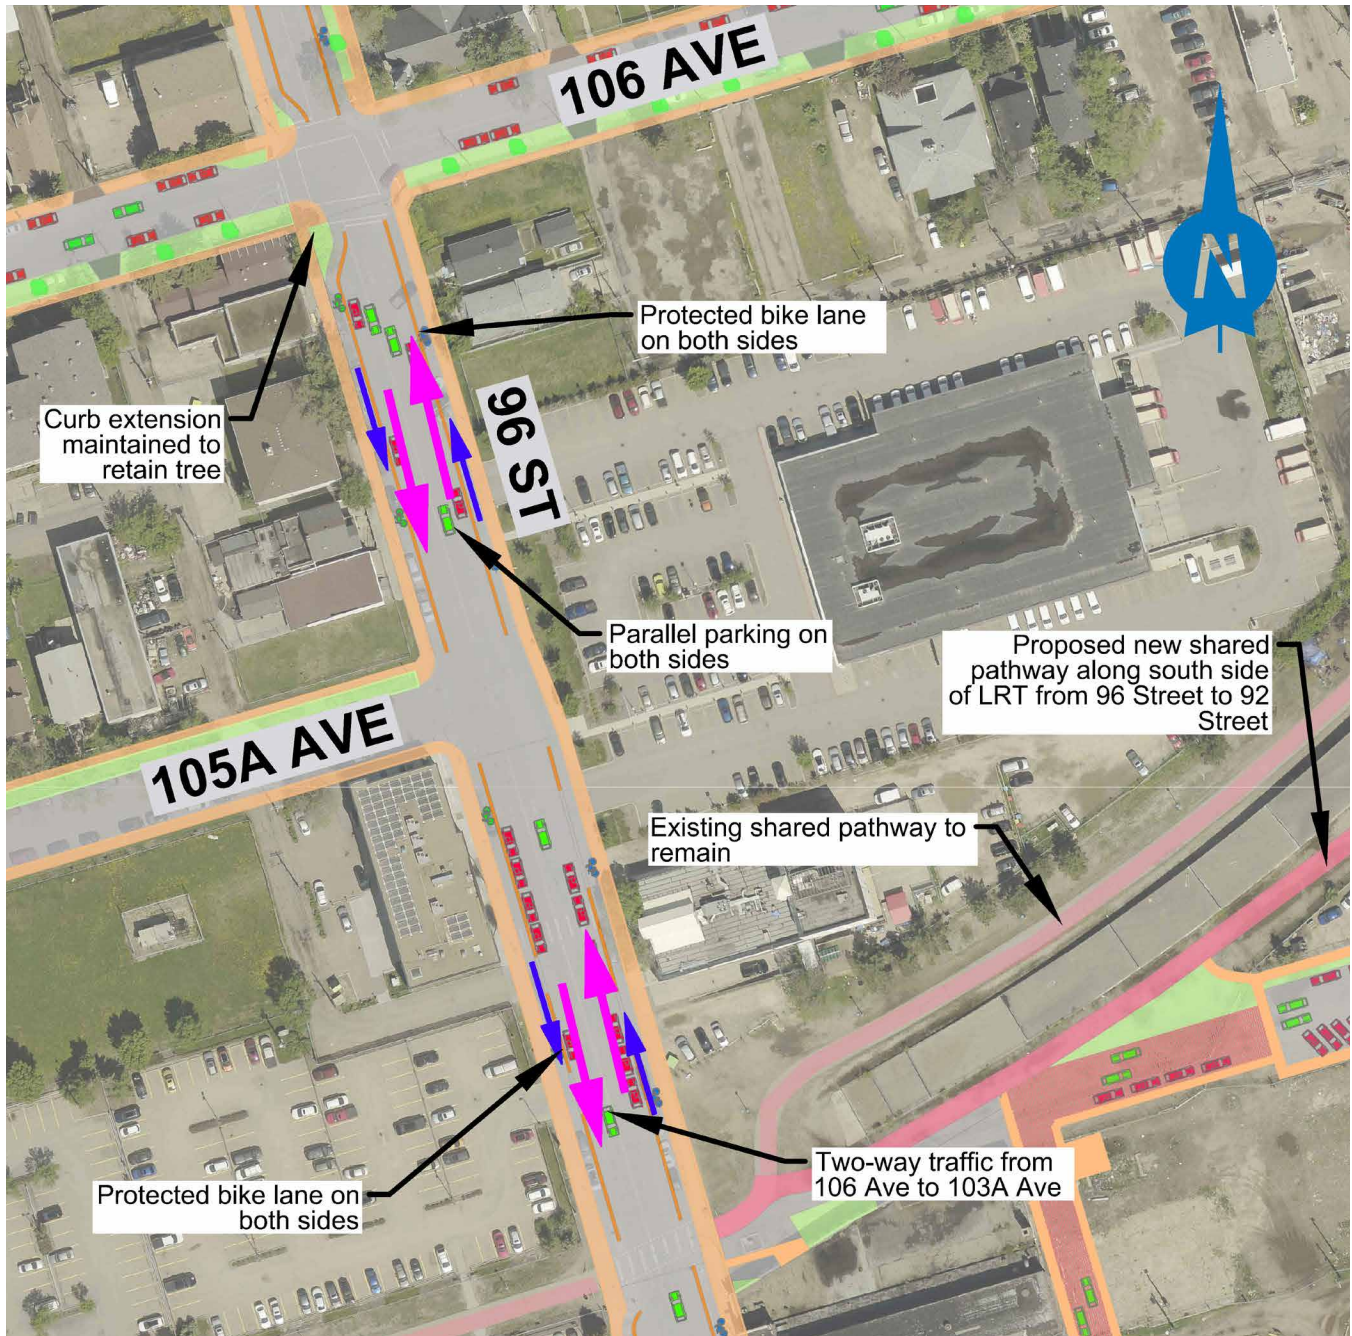 106 AVE
N
Protected bike lane
on both sides
96 ST
Curb extension
maintained to
retain tree
Parallel parking on
both sides
Proposed new shared
pathway along south side
of LRT from 96 Street to 92
Street
105A AVE
Existing shared pathway to
remain
Two-way traffic from
106 Ave to 103A Ave
Protected bike lane on
both sides